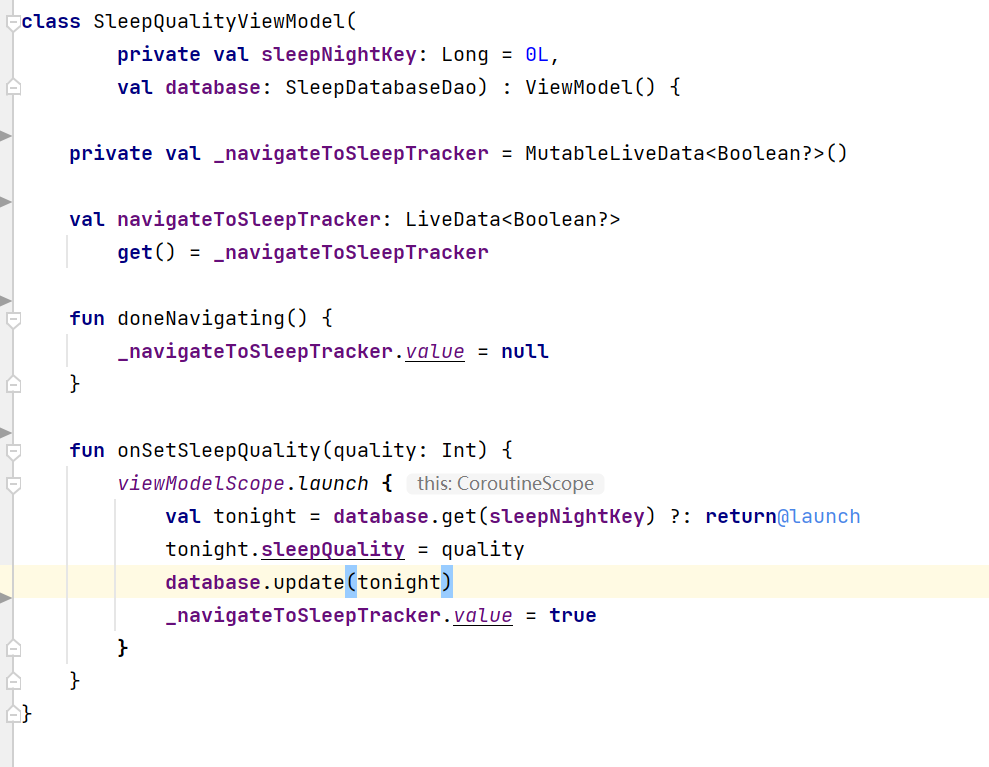 class SleepQualityViewModel(
        private val sleepNightKey: Long = 0L,
        val database: SleepDatabaseDao) : ViewModel() {
    private val _navigateToSleepTracker = MutableLiveData<Boolean?>()
    val navigateToSleepTracker: LiveData<Boolean?>
        get() = _navigateToSleepTracker
    fun doneNavigating() {
        _navigateToSleepTracker.value = null
    }
    fun onSetSleepQuality(quality: Int) {
        viewModelScope.launch { this: CoroutineScope
            val tonight = database.get(sleepNightKey) ?: return@launch
            tonight.sleepQuality = quality
            database.update(tonight)
            _navigateToSleepTracker.value = true
        }
    }
}